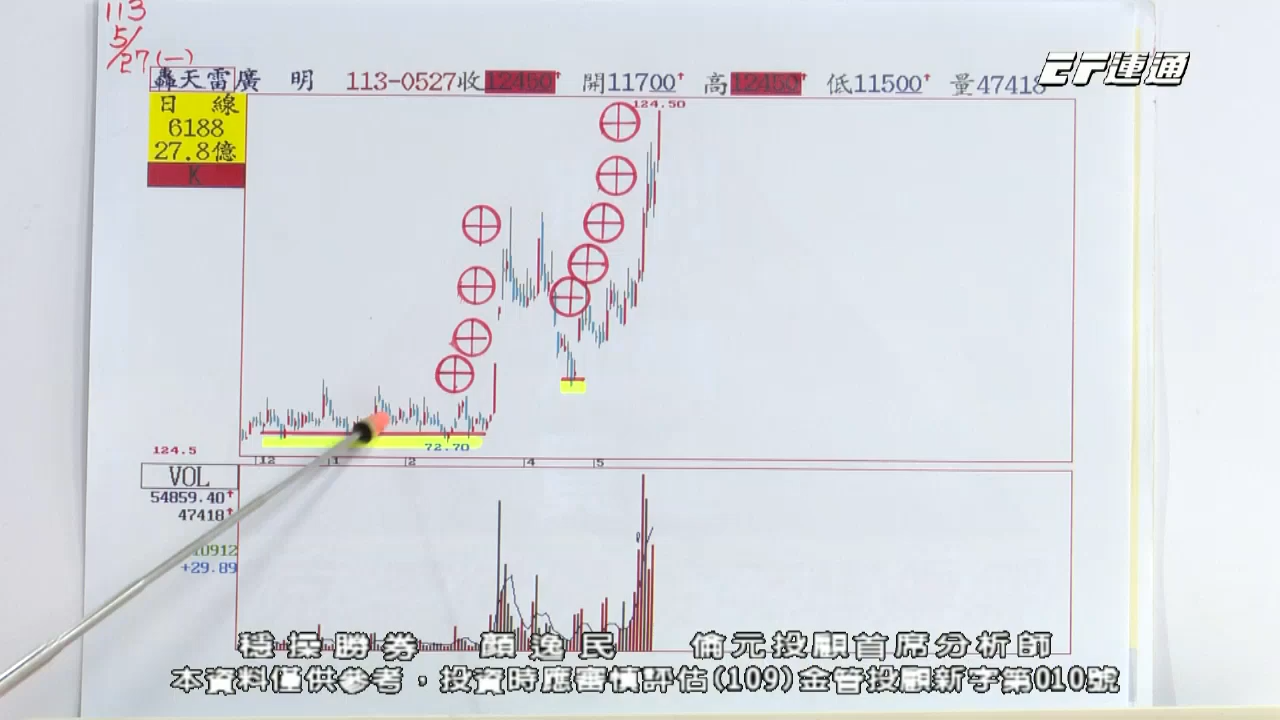 113
5/
27(一)
EF運通
轟天雷廣 明 113-0527收12450↑ 開11700↑ 高12450↑ 低11500↑ 量47418
日 線
6188
27.8億
K
124.50
72.70
124.5
12 1 2 4 5
VOL
54859.40↑
47418↑
10912
+29.89
穩操勝券 顏逸民 倫元投顧首席分析師
本資料僅供參考,投資時應審慎評估(109)金管投顧新字第010號